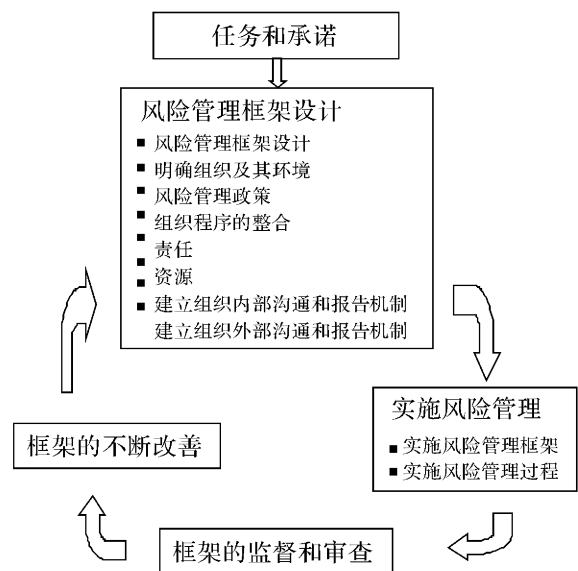 任务和承诺
风险管理框架设计
■ 风险管理框架设计
■ 明确组织及其环境
■ 风险管理政策
■ 组织程序的整合
■ 责任
■ 资源
■ 建立组织内部沟通和报告机制
建立组织外部沟通和报告机制
实施风险管理
■ 实施风险管理框架
■ 实施风险管理过程
框架的不断改善
框架的监督和审查